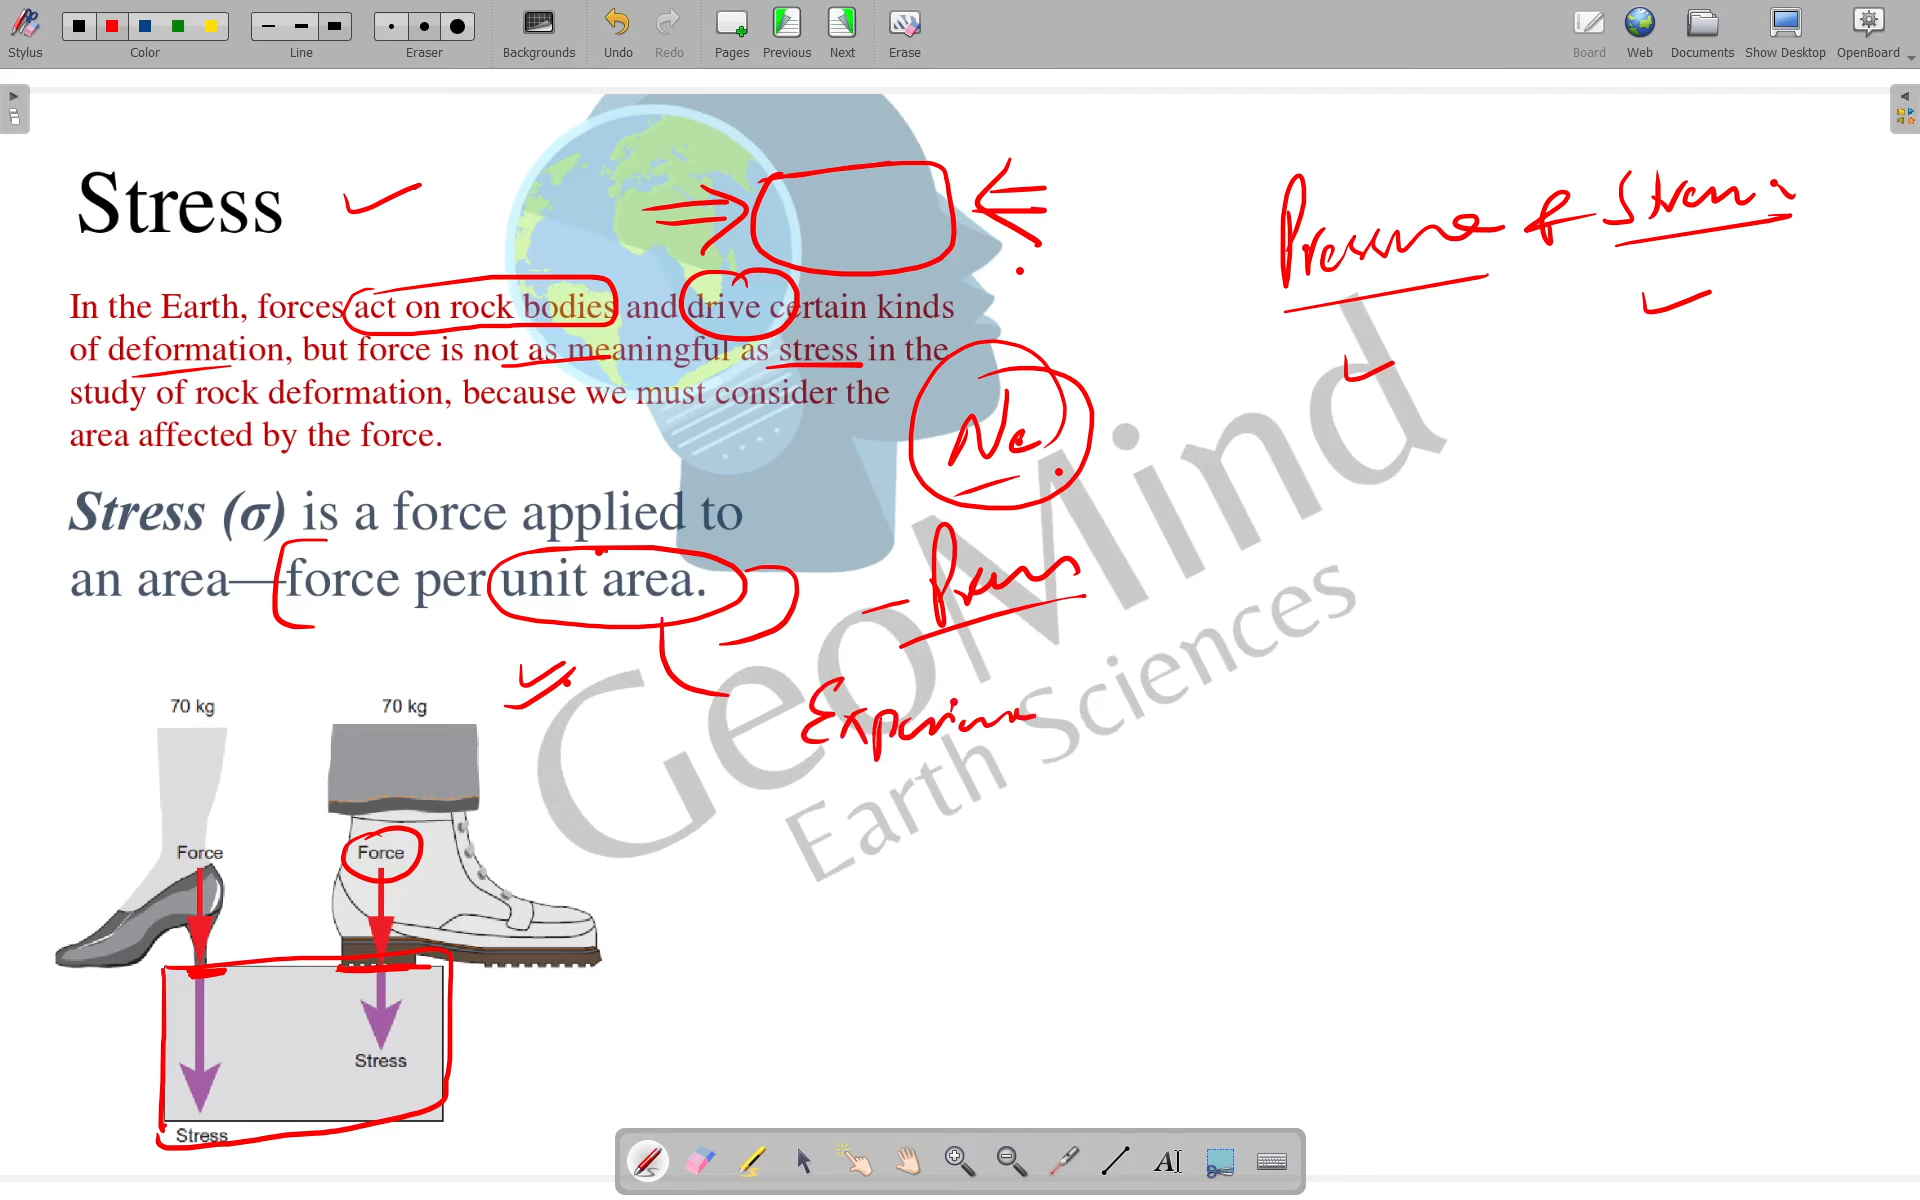 Stylus Color Line Eraser Backgrounds Undo Redo Pages Previous Next Erase Board Web Documents Show Desktop OpenBoard
Stress
Pressure & Stress
In the Earth, forces act on rock bodies and drive certain kinds
of deformation, but force is not as meaningful as stress in the
study of rock deformation, because we must consider the
area affected by the force.
Stress (σ) is a force applied to
an area—force per unit area.
Experience
GeoMind
Earth Sciences
70 kg 70 kg
Force Force
Stress
Stress